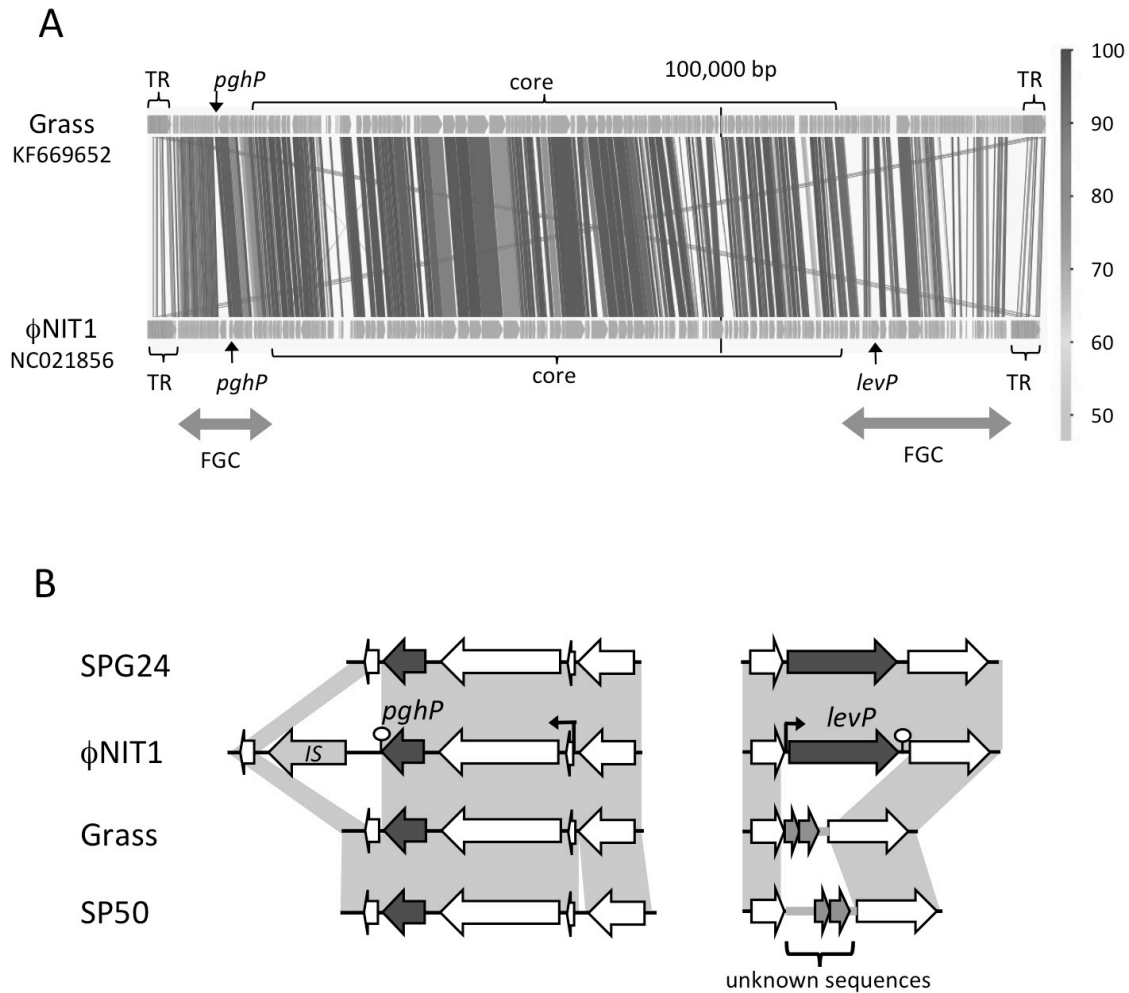 A
TR
pghP
core
100,000 bp
TR
100
90
80
70
60
50
Grass
KF669652
ϕNIT1
NC021856
TR
pghP
core
levP
TR
FGC
FGC
B
SPG24
pghP
levP
ϕNIT1
IS
Grass
SP50
unknown sequences